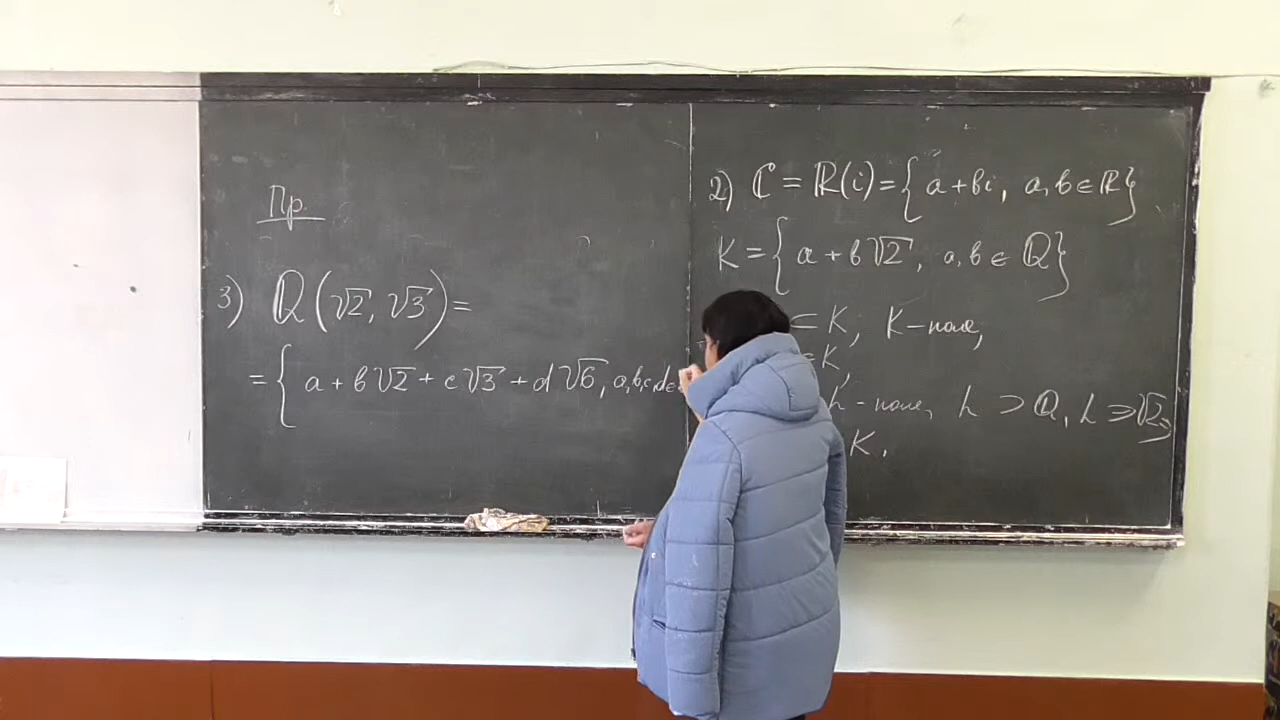 Пр.
3) ℚ(√2, √3) =
= { a + b√2 + c√3 + d√6, a,b,c,d ∈
2) ℂ = ℝ(i) = { a + bi, a, b ∈ ℝ}
K = { a + b√2, a, b ∈ ℚ}
⊂ K, K - поле,
∈ K,
L - поле, L ⊃ ℚ, L ∋ √2
K.